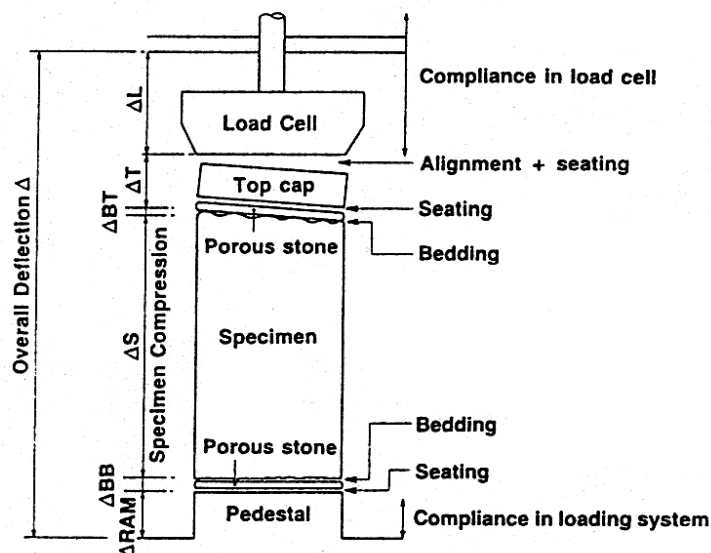 Compliance in load cell
ΔL
Load Cell
Alignment + seating
ΔT
Top cap
Seating
ΔBT
Porous stone
Bedding
Overall Deflection Δ
ΔS
Specimen Compression
Specimen
Porous stone
Bedding
ΔBB
Seating
Pedestal
Compliance in loading system
ΔRAM